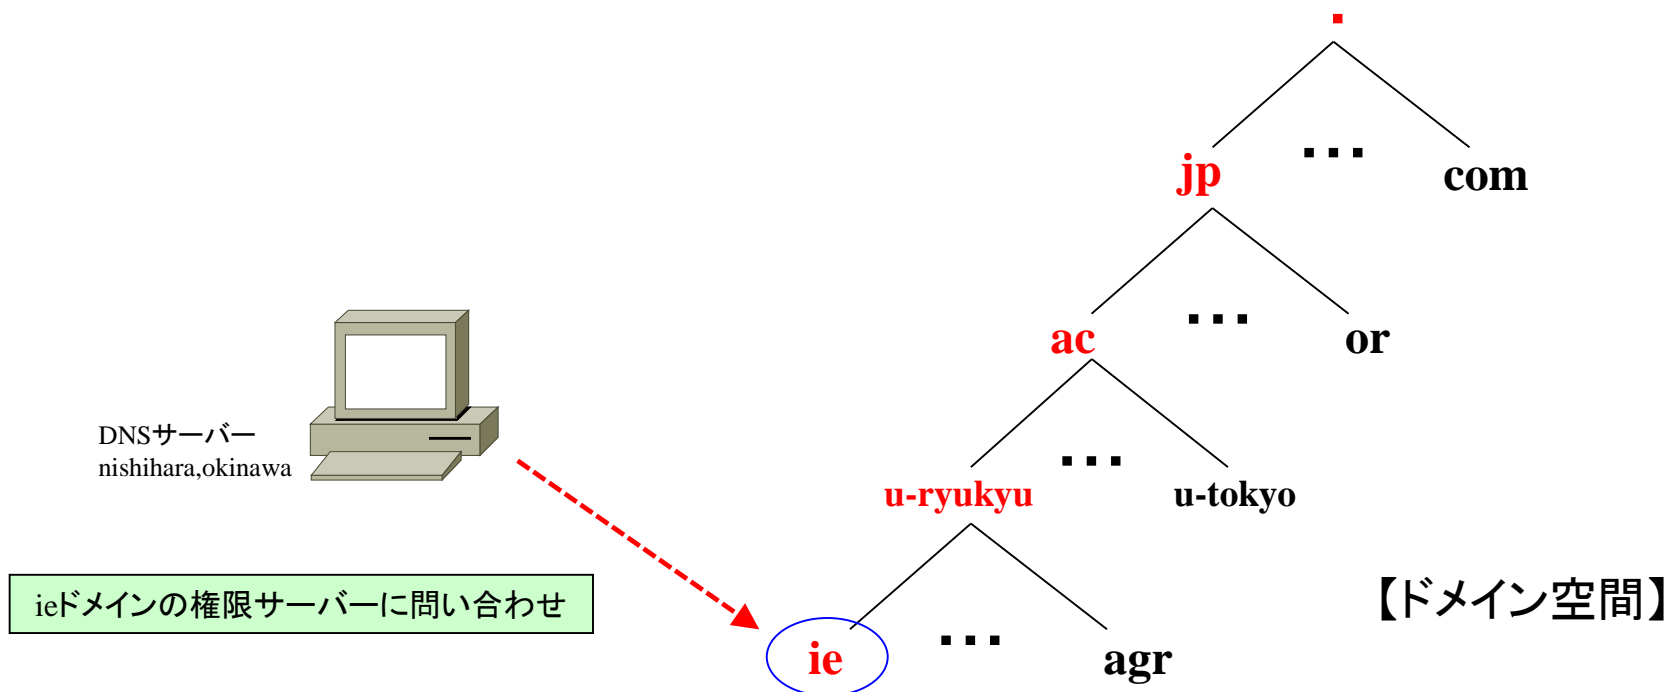 .
jp … com
ac … or
DNSサーバー
nishihara,okinawa
u-ryukyu … u-tokyo
ieドメインの権限サーバーに問い合わせ
【ドメイン空間】
ie … agr